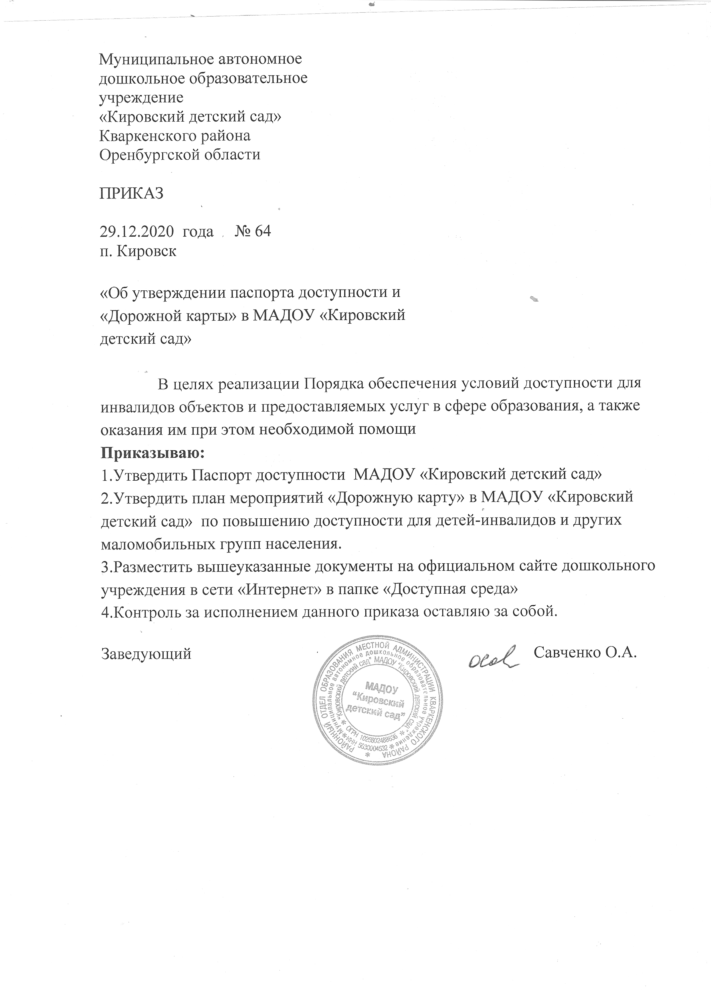 Муниципальное автономное
дошкольное образовательное
учреждение
«Кировский детский сад»
Кваркенского района
Оренбургской области
ПРИКАЗ
29.12.2020 года № 64
п. Кировск
«Об утверждении паспорта доступности и
«Дорожной карты» в МАДОУ «Кировский
детский сад»
В целях реализации Порядка обеспечения условий доступности для
инвалидов объектов и предоставляемых услуг в сфере образования, а также
оказания им при этом необходимой помощи
Приказываю:
1.Утвердить Паспорт доступности МАДОУ «Кировский детский сад»
2.Утвердить план мероприятий «Дорожную карту» в МАДОУ «Кировский
детский сад» по повышению доступности для детей-инвалидов и других
маломобильных групп населения.
3.Разместить вышеуказанные документы на официальном сайте дошкольного
учреждения в сети «Интернет» в папке «Доступная среда»
4.Контроль за исполнением данного приказа оставляю за собой.
Заведующий Савченко О.А.
РАЙОННЫЙ ОТДЕЛ ОБРАЗОВАНИЯ МЕСТНОЙ АДМИНИСТРАЦИИ КВАРКЕНСКОГО РАЙОНА *
* Муниципальное автономное дошкольное образовательное учреждение * ИНН 5630004532
"Кировский детский сад" МАДОУ "Кировский детский сад" * ОГРН 1025602488636 *
МАДОУ
“Кировский
детский сад”